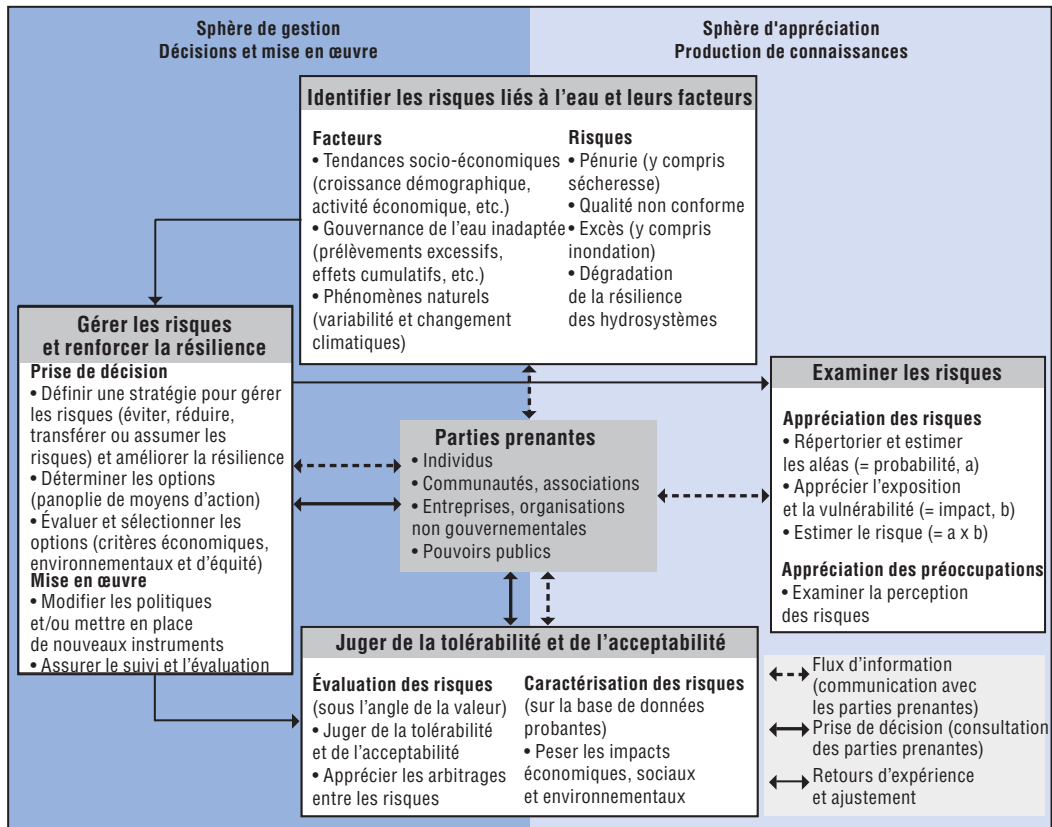 Sphère de gestion
Décisions et mise en œuvre
Sphère d'appréciation
Production de connaissances
Identifier les risques liés à l'eau et leurs facteurs
Facteurs
• Tendances socio-économiques
(croissance démographique,
activité économique, etc.)
• Gouvernance de l'eau inadaptée
(prélèvements excessifs,
effets cumulatifs, etc.)
• Phénomènes naturels
(variabilité et changement
climatiques)
Risques
• Pénurie (y compris
sécheresse)
• Qualité non conforme
• Excès (y compris
inondation)
• Dégradation
de la résilience
des hydrosystèmes
Gérer les risques
et renforcer la résilience
Prise de décision
• Définir une stratégie pour gérer
les risques (éviter, réduire,
transférer ou assumer les
risques) et améliorer la résilience
• Déterminer les options
(panoplie de moyens d'action)
• Évaluer et sélectionner les
options (critères économiques,
environnementaux et d'équité)
Mise en œuvre
• Modifier les politiques
et/ou mettre en place
de nouveaux instruments
• Assurer le suivi et l'évaluation
Parties prenantes
• Individus
• Communautés, associations
• Entreprises, organisations
non gouvernementales
• Pouvoirs publics
Examiner les risques
Appréciation des risques
• Répertorier et estimer
les aléas (= probabilité, a)
• Apprécier l'exposition
et la vulnérabilité (= impact, b)
• Estimer le risque (= a x b)
Appréciation des préoccupations
• Examiner la perception
des risques
Juger de la tolérabilité et de l'acceptabilité
Évaluation des risques
(sous l'angle de la valeur)
• Juger de la tolérabilité
et de l'acceptabilité
• Apprécier les arbitrages
entre les risques
Caractérisation des risques
(sur la base de données
probantes)
• Peser les impacts
économiques, sociaux
et environnementaux
Flux d'information
(communication avec
les parties prenantes)
Prise de décision (consultation
des parties prenantes)
Retours d'expérience
et ajustement